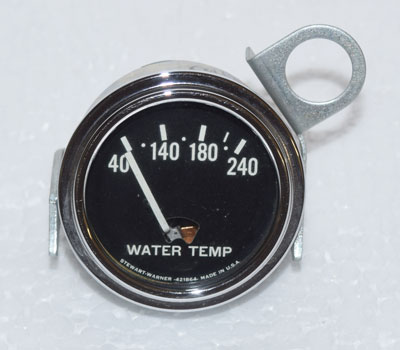 40 140 180 240
WATER TEMP
STEWART-WARNER -421864- MADE IN U.S.A.